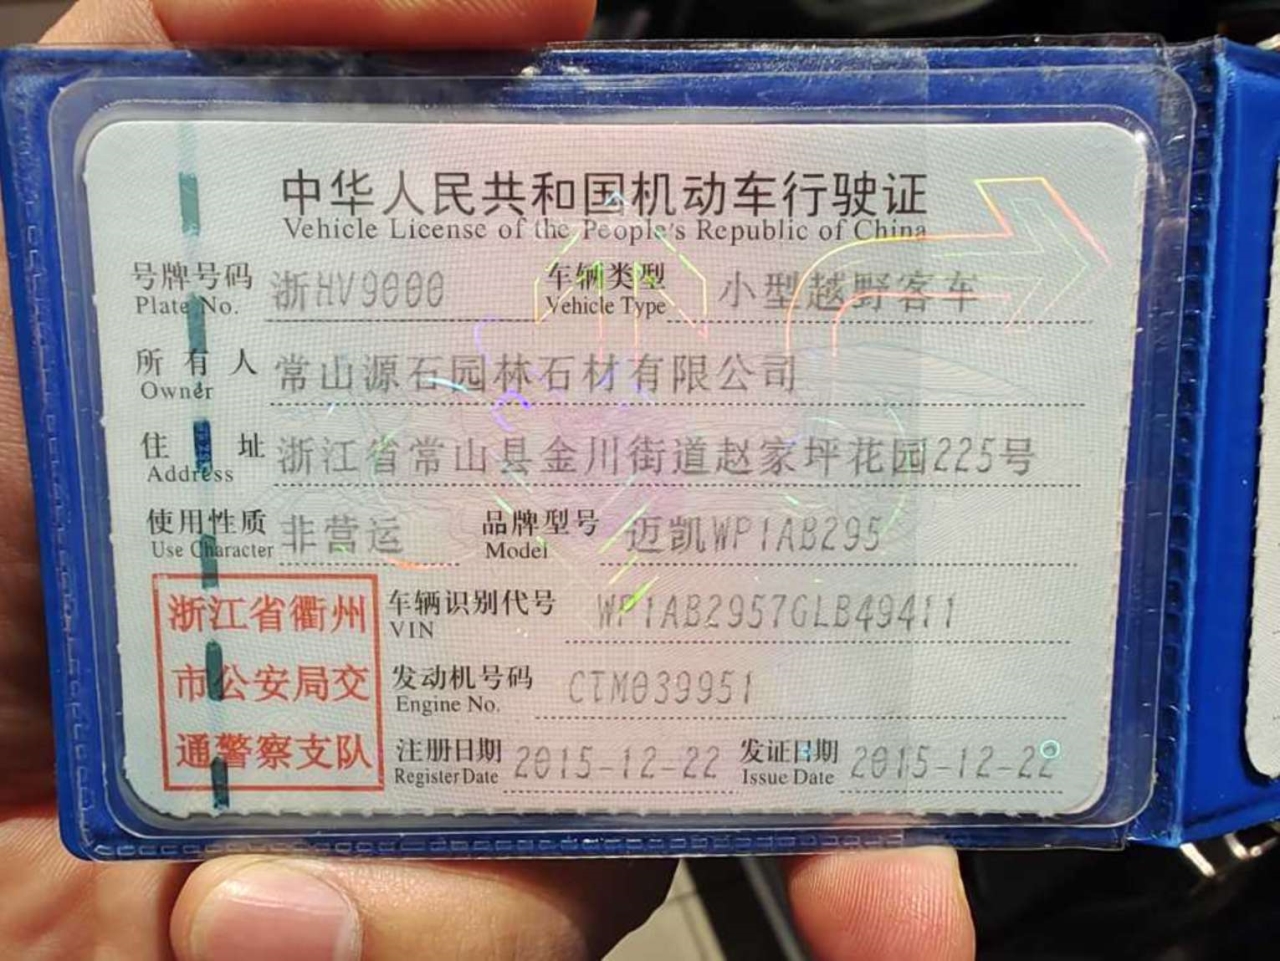 中华人民共和国机动车行驶证
Vehicle License of the People's Republic of China
号牌号码 浙HV9000 车辆类型 小型越野客车
Plate No. Vehicle Type
所有人 常山源石园林石材有限公司
Owner
住址 浙江省常山县金川街道赵家坪花园225号
Address
使用性质 非营运 品牌型号 迈凯WP1AB295
Use Character Model
浙江省衢州
市公安局交
通警察支队
车辆识别代号 WP1AB2957GLB49411
VIN
发动机号码 CTM039951
Engine No.
注册日期 2015-12-22 发证日期 2015-12-22
Register Date Issue Date